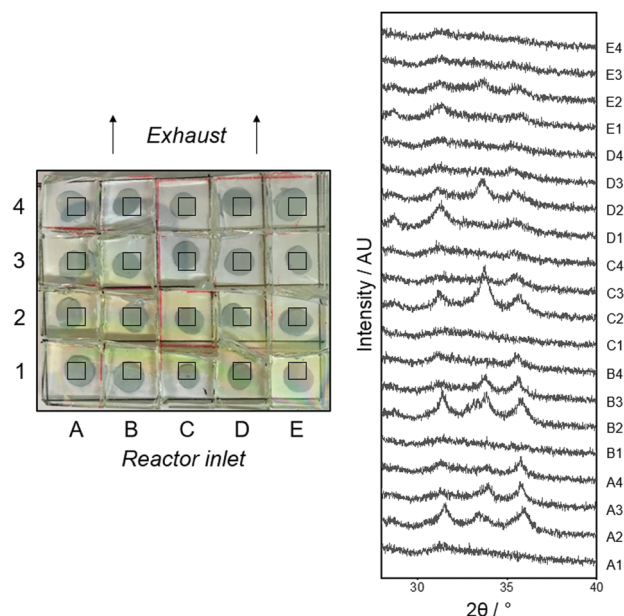 Exhaust
4
3
2
1
A B C D E
Reactor inlet
Intensity / AU
E4
E3
E2
E1
D4
D3
D2
D1
C4
C3
C2
C1
B4
B3
B2
B1
A4
A3
A2
A1
30 35 40
2θ / °